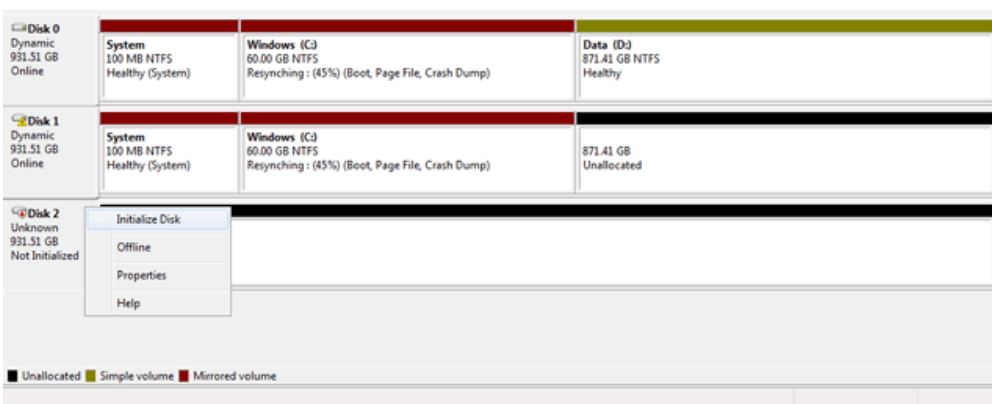 Disk 0
Dynamic
931.51 GB
Online
System
100 MB NTFS
Healthy (System)
Windows (C:)
60.00 GB NTFS
Resynching : (45%) (Boot, Page File, Crash Dump)
Data (D:)
871.41 GB NTFS
Healthy
Disk 1
Dynamic
931.51 GB
Online
System
100 MB NTFS
Healthy (System)
Windows (C:)
60.00 GB NTFS
Resynching : (45%) (Boot, Page File, Crash Dump)
871.41 GB
Unallocated
Disk 2
Unknown
931.51 GB
Not Initialized
Initialize Disk
Offline
Properties
Help
Unallocated Simple volume Mirrored volume